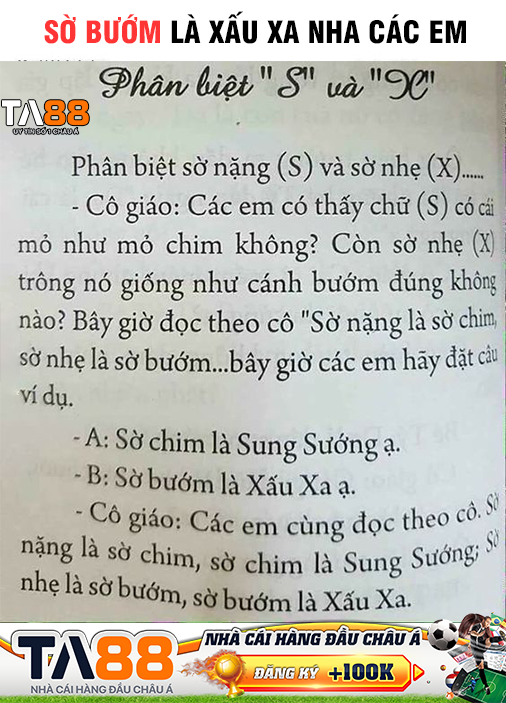 SỜ BƯỚM LÀ XẤU XA NHA CÁC EM
Phân biệt "S" và "X"
TA88
UY TÍN SỐ 1 CHÂU Á
Phân biệt sờ nặng (S) và sờ nhẹ (X).....
- Cô giáo: Các em có thấy chữ (S) có cái
mỏ như mỏ chim không? Còn sờ nhẹ (X)
trông nó giống như cánh bướm đúng không
nào? Bây giờ đọc theo cô "Sờ nặng là sờ chim,
sờ nhẹ là sờ bướm...bây giờ các em hãy đặt câu
ví dụ.
- A: Sờ chim là Sung Sướng ạ.
- B: Sờ bướm là Xấu Xa ạ.
- Cô giáo: Các em cùng đọc theo cô. Sờ
nặng là sờ chim, sờ chim là Sung Sướng; Sờ
nhẹ là sờ bướm, sờ bướm là Xấu Xa.
TA88
NHÀ CÁI HÀNG ĐẦU CHÂU Á
NHÀ CÁI HÀNG ĐẦU CHÂU Á
ĐĂNG KÝ +100K